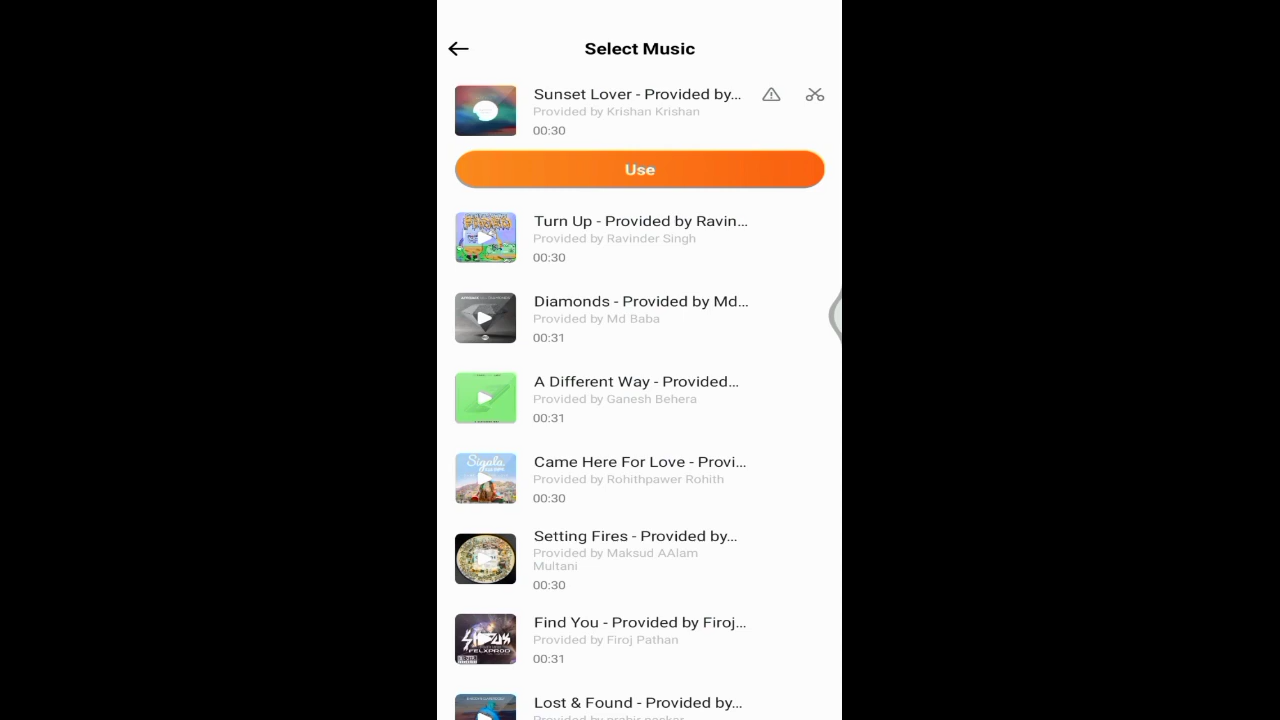 Select Music
Sunset Lover - Provided by...
Provided by Krishan Krishan
00:30
Use
Turn Up - Provided by Ravin...
Provided by Ravinder Singh
00:30
Diamonds - Provided by Md...
Provided by Md Baba
00:31
A Different Way - Provided...
Provided by Ganesh Behera
00:31
Came Here For Love - Provi...
Provided by Rohithpawer Rohith
00:30
Sigala
Setting Fires - Provided by...
Provided by Maksud AAlam
Multani
00:30
Find You - Provided by Firoj...
Provided by Firoj Pathan
00:31
FELXPROD
Lost & Found - Provided by...